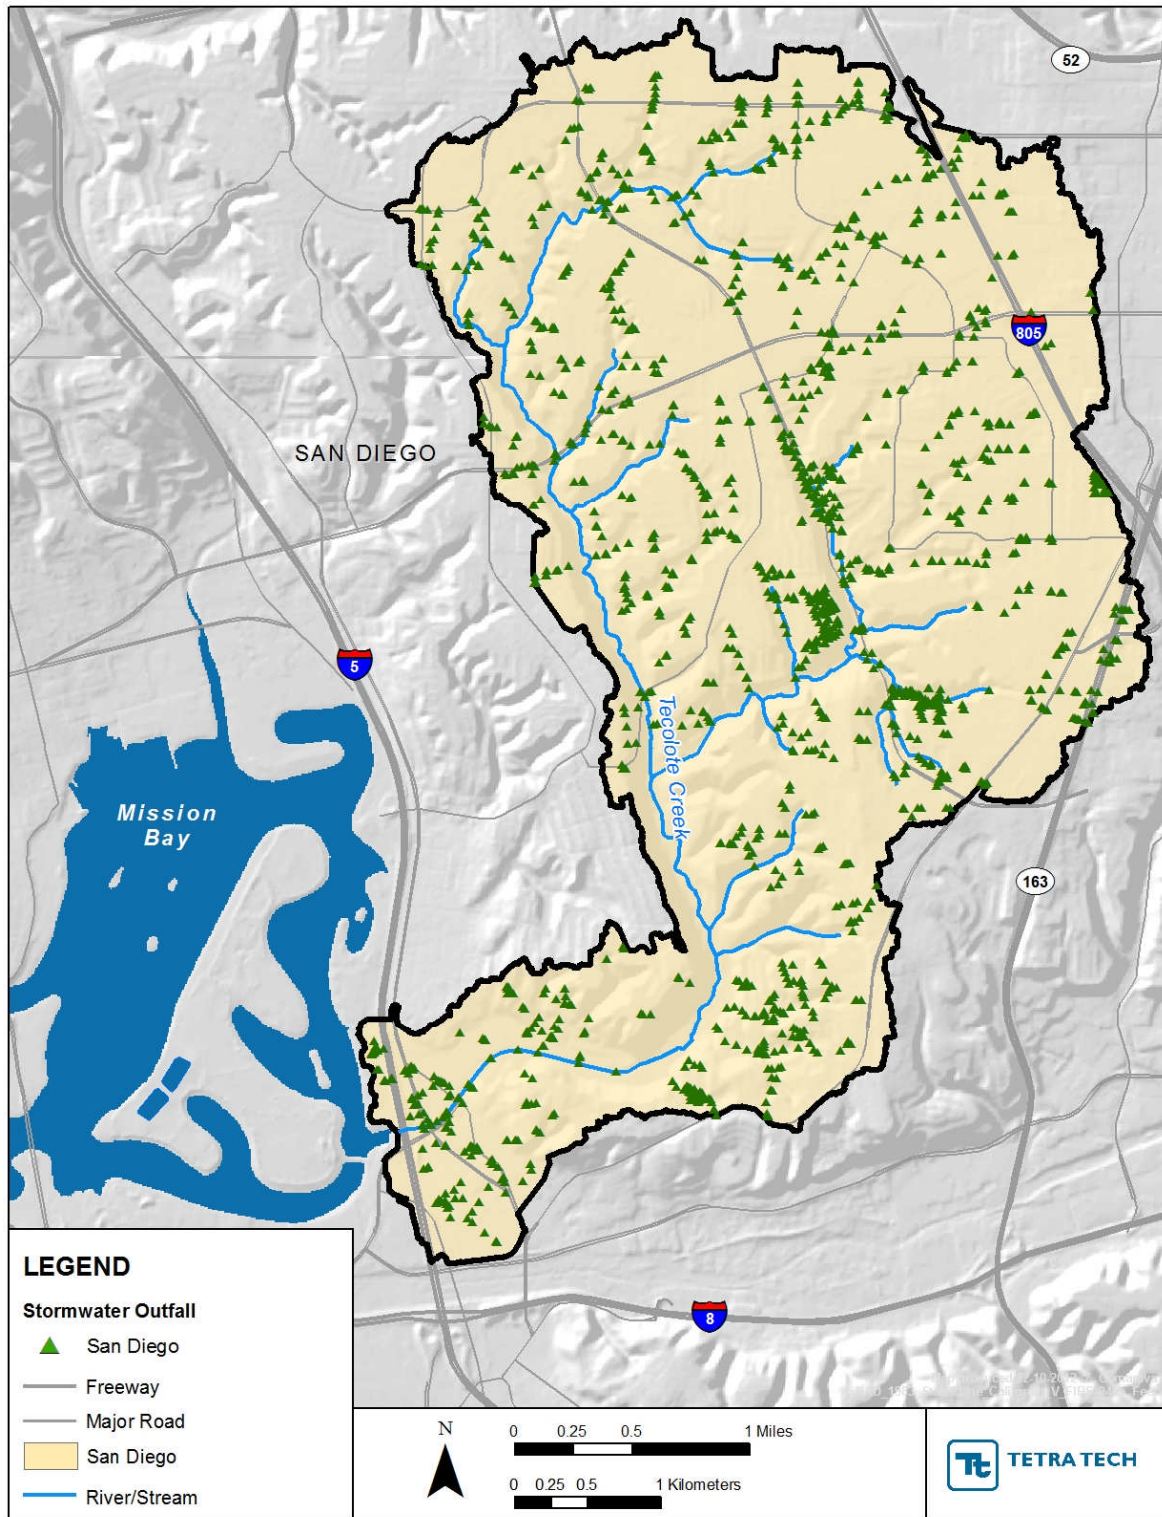 52
805
SAN DIEGO
5
Tecolote Creek
Mission
Bay
163
8
LEGEND
Stormwater Outfall
San Diego
Freeway
Major Road
San Diego
River/Stream
N
0 0.25 0.5 1 Miles
0 0.25 0.5 1 Kilometers
Tt
TETRA TECH